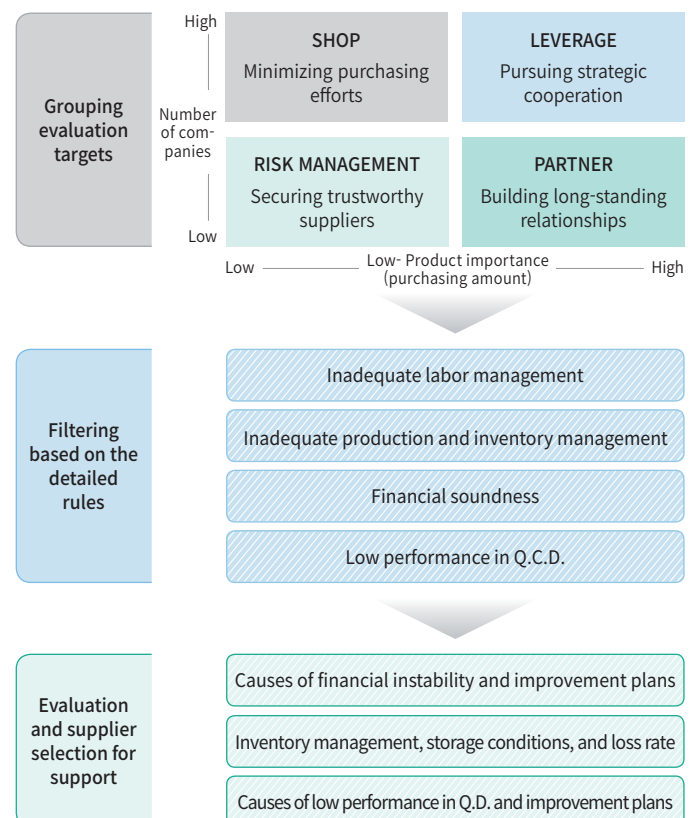 Grouping
evaluation
targets
High
Number
of com-
panies
Low
SHOP
Minimizing purchasing
efforts
LEVERAGE
Pursuing strategic
cooperation
RISK MANAGEMENT
Securing trustworthy
suppliers
PARTNER
Building long-standing
relationships
Low
Low- Product importance
(purchasing amount)
High
Filtering
based on the
detailed
rules
Inadequate labor management
Inadequate production and inventory management
Financial soundness
Low performance in Q.C.D.
Evaluation
and supplier
selection for
support
Causes of financial instability and improvement plans
Inventory management, storage conditions, and loss rate
Causes of low performance in Q.D. and improvement plans